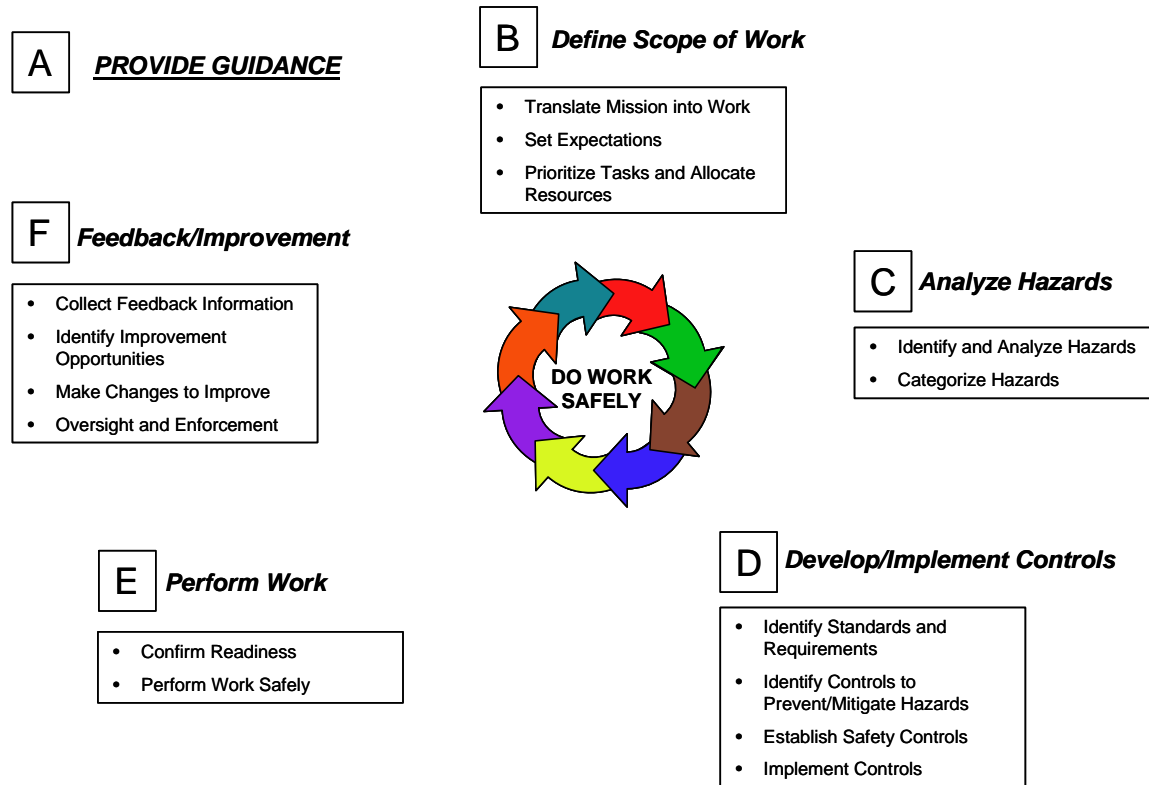 A
PROVIDE GUIDANCE
B
Define Scope of Work
• Translate Mission into Work
• Set Expectations
• Prioritize Tasks and Allocate
Resources
F
Feedback/Improvement
• Collect Feedback Information
• Identify Improvement
Opportunities
• Make Changes to Improve
• Oversight and Enforcement
C
Analyze Hazards
• Identify and Analyze Hazards
• Categorize Hazards
DO WORK
SAFELY
E
Perform Work
• Confirm Readiness
• Perform Work Safely
D
Develop/Implement Controls
• Identify Standards and
Requirements
• Identify Controls to
Prevent/Mitigate Hazards
• Establish Safety Controls
• Implement Controls